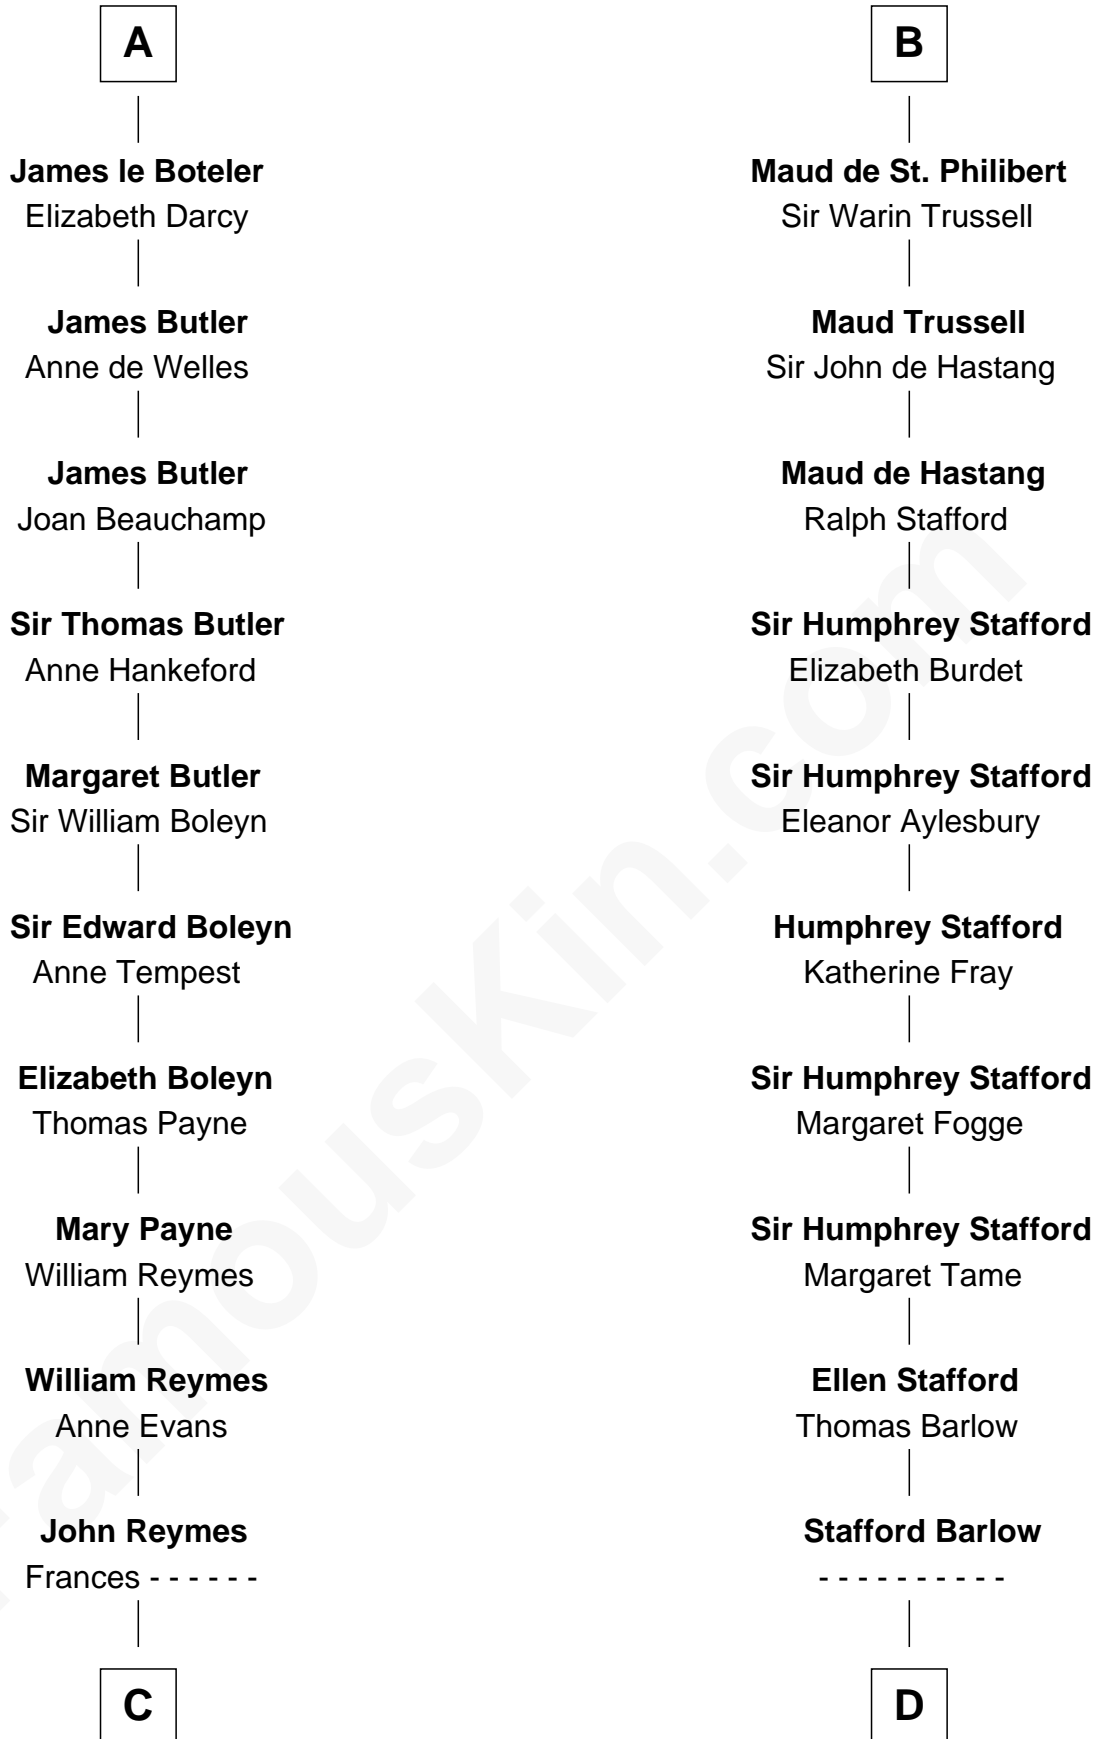 A
James le Boteler
Elizabeth Darcy
James Butler
Anne de Welles
James Butler
Joan Beauchamp
Sir Thomas Butler
Anne Hankeford
Margaret Butler
Sir William Boleyn
Sir Edward Boleyn
Anne Tempest
Elizabeth Boleyn
Thomas Payne
Mary Payne
William Reymes
William Reymes
Anne Evans
John Reymes
Frances - - - - - -
C
B
Maud de St. Philibert
Sir Warin Trussell
Maud Trussell
Sir John de Hastang
Maud de Hastang
Ralph Stafford
Sir Humphrey Stafford
Elizabeth Burdet
Sir Humphrey Stafford
Eleanor Aylesbury
Humphrey Stafford
Katherine Fray
Sir Humphrey Stafford
Margaret Fogge
Sir Humphrey Stafford
Margaret Tame
Ellen Stafford
Thomas Barlow
Stafford Barlow
- - - - - - - - - -
D
FamousKin.com